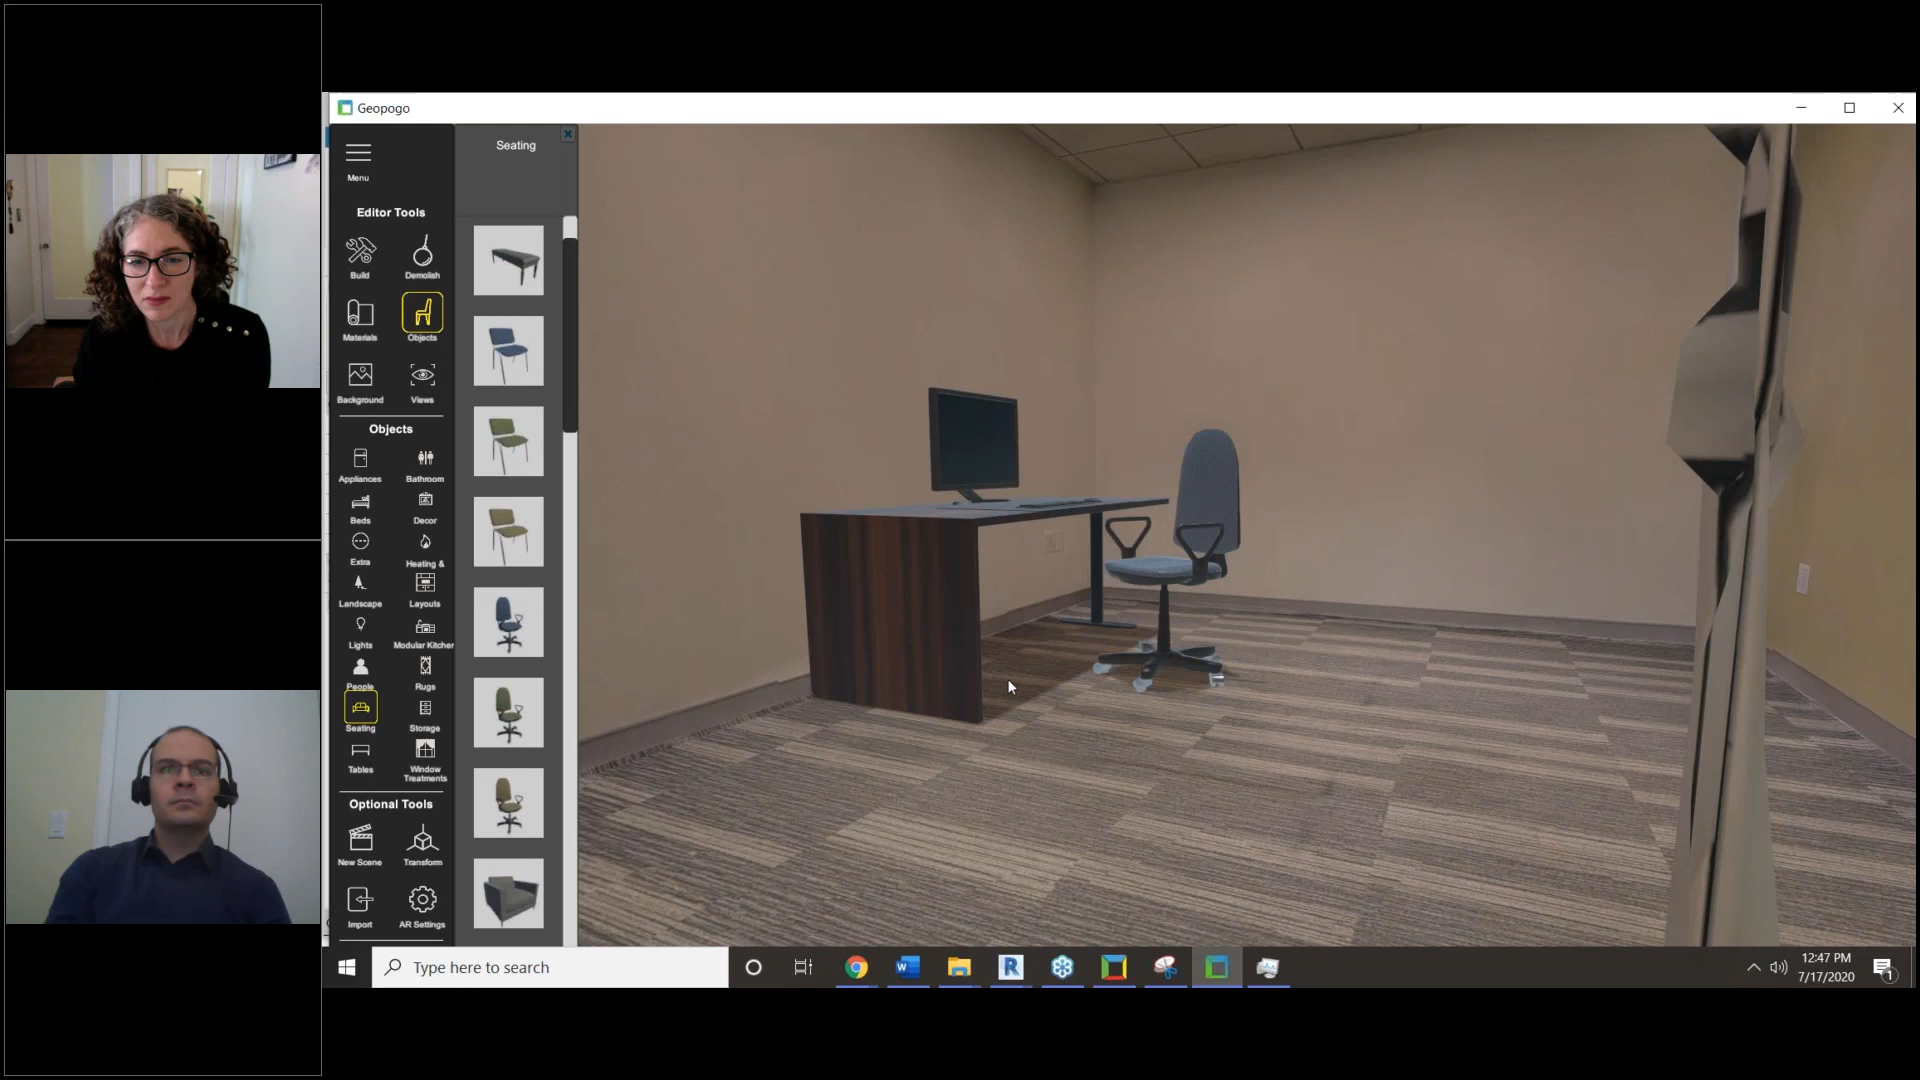 Geopogo
Menu
Seating
Editor Tools
Build Demolish
Materials Objects
Background Views
Objects
Appliances Bathroom
Beds Decor
Extra Heating &
Landscape Layouts
Lights Modular Kitchen
People Rugs
Seating Storage
Tables Window
Treatments
Optional Tools
New Scene Transform
Import AR Settings
Type here to search
12:47 PM
7/17/2020
1